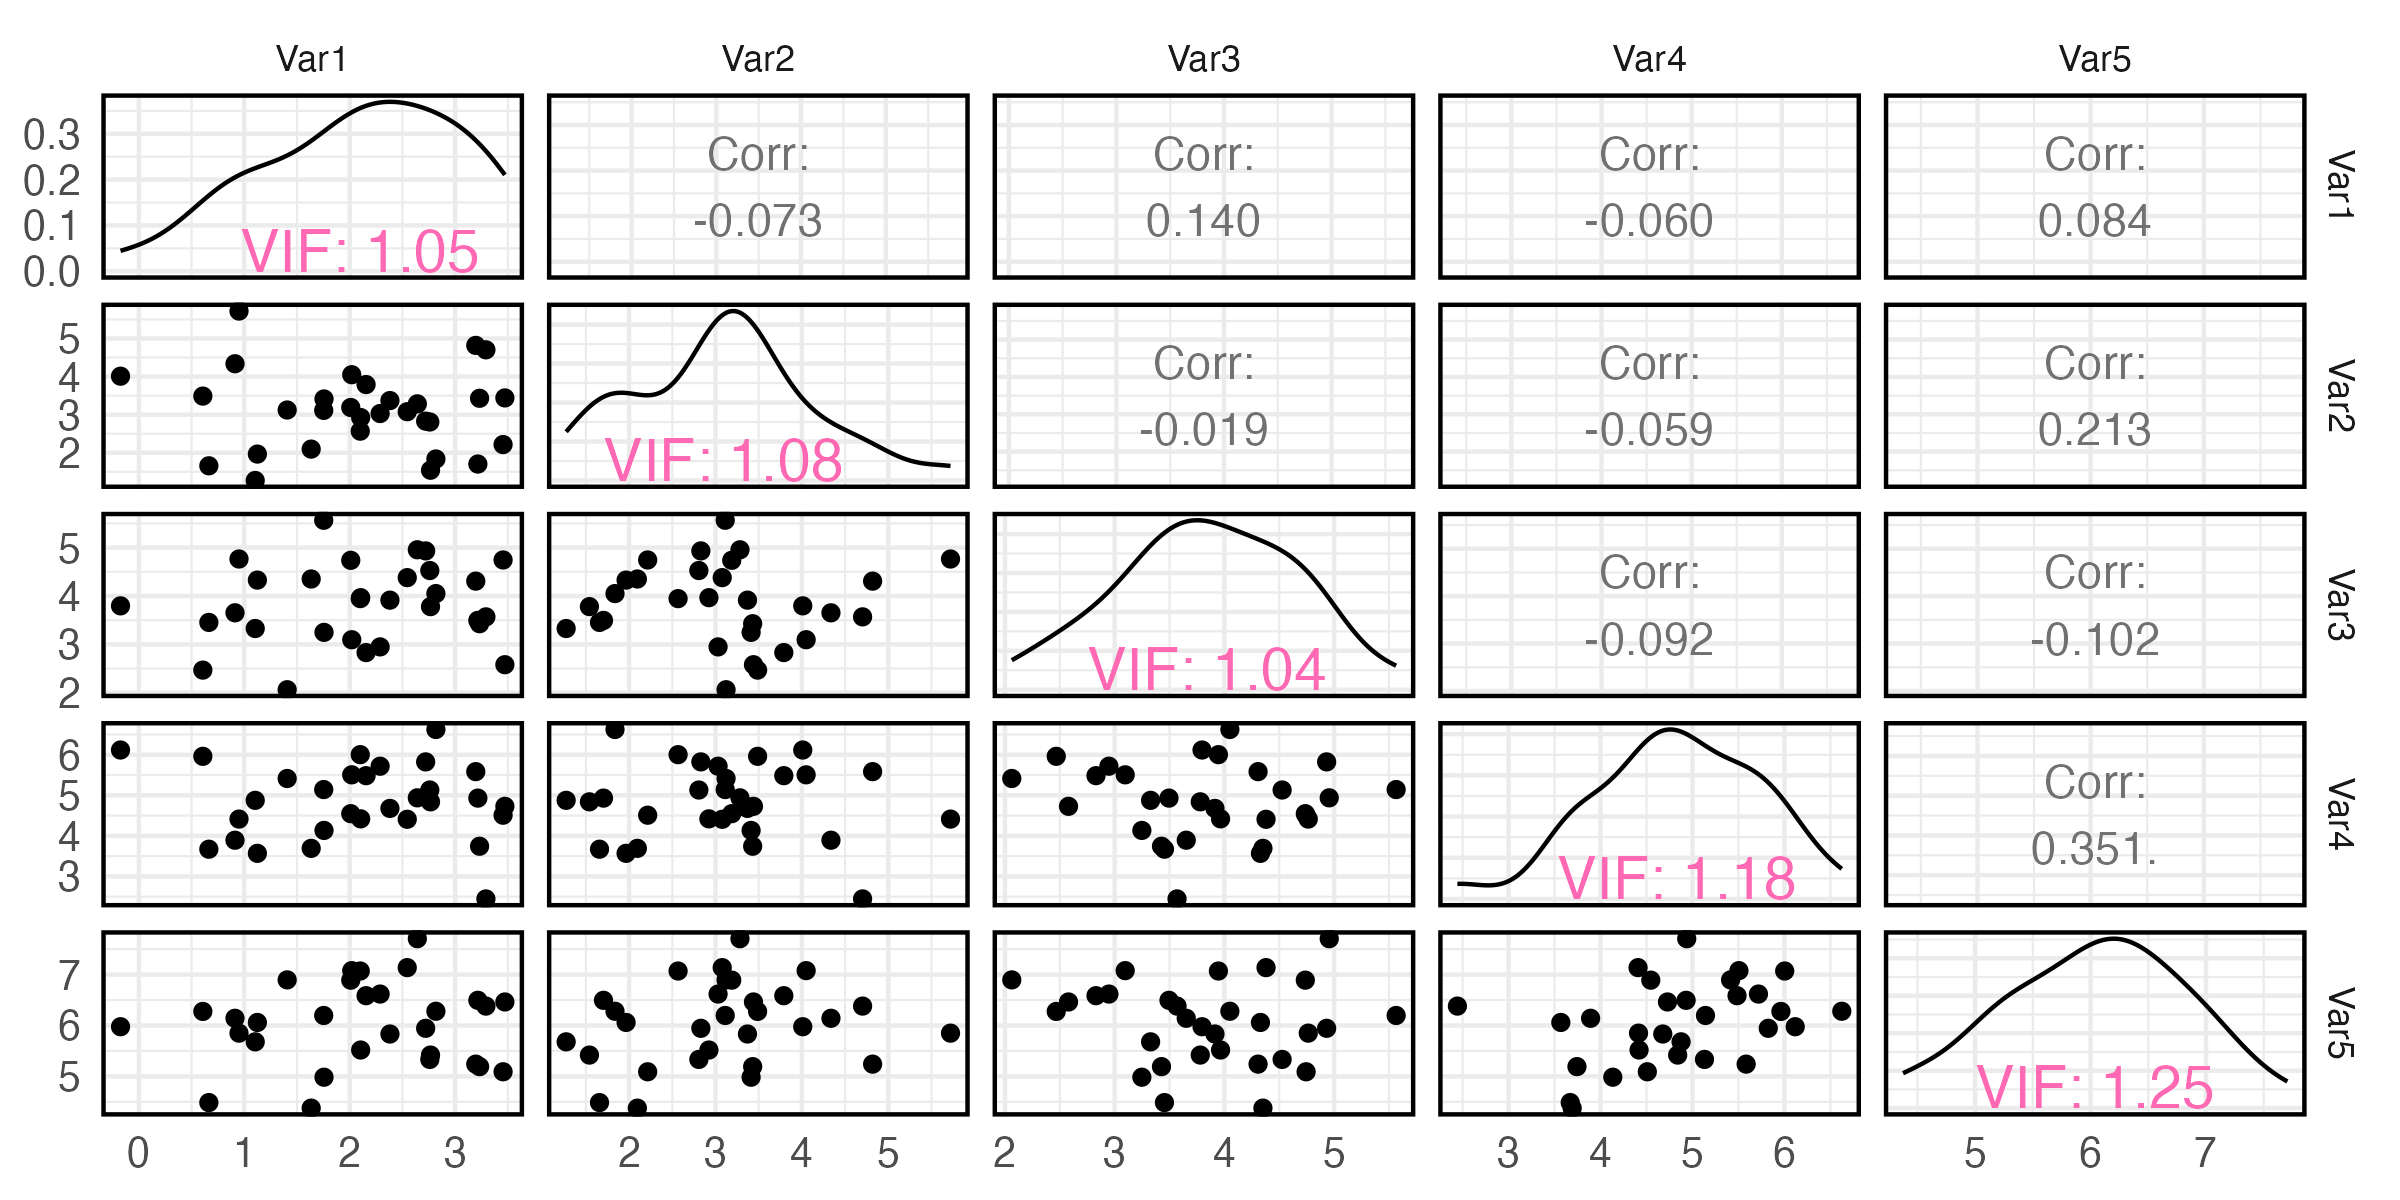 Var1 Var2 Var3 Var4 Var5
0.3
0.2
0.1
0.0
VIF: 1.05
Corr:
-0.073
Corr:
0.140
Corr:
-0.060
Corr:
0.084
Var1
5
4
3
2
VIF: 1.08
Corr:
-0.019
Corr:
-0.059
Corr:
0.213
Var2
5
4
3
2
VIF: 1.04
Corr:
-0.092
Corr:
-0.102
Var3
6
5
4
3
VIF: 1.18
Corr:
0.351.
Var4
7
6
5
VIF: 1.25
Var5
0 1 2 3 2 3 4 5 2 3 4 5 3 4 5 6 5 6 7